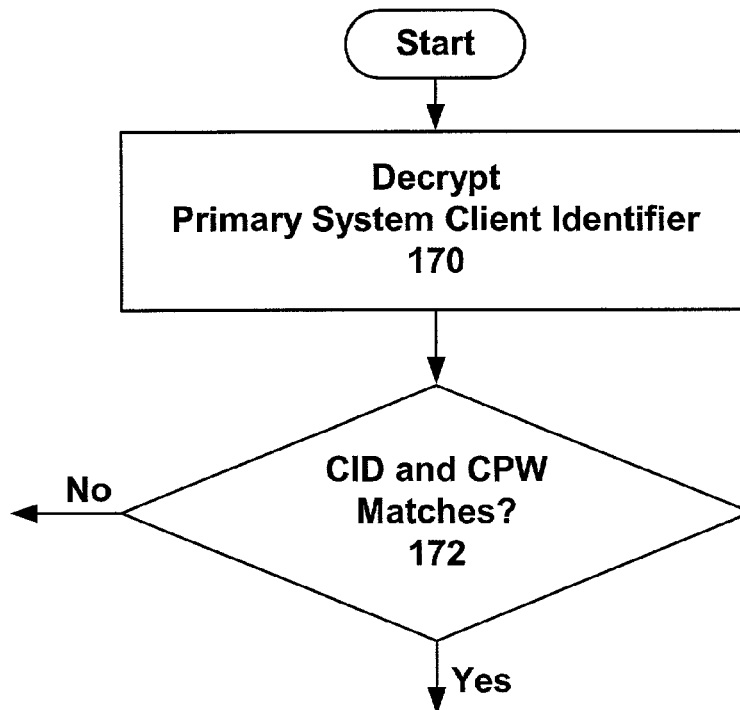 Start
Decrypt
Primary System Client Identifier
170
CID and CPW
Matches?
172
No
Yes